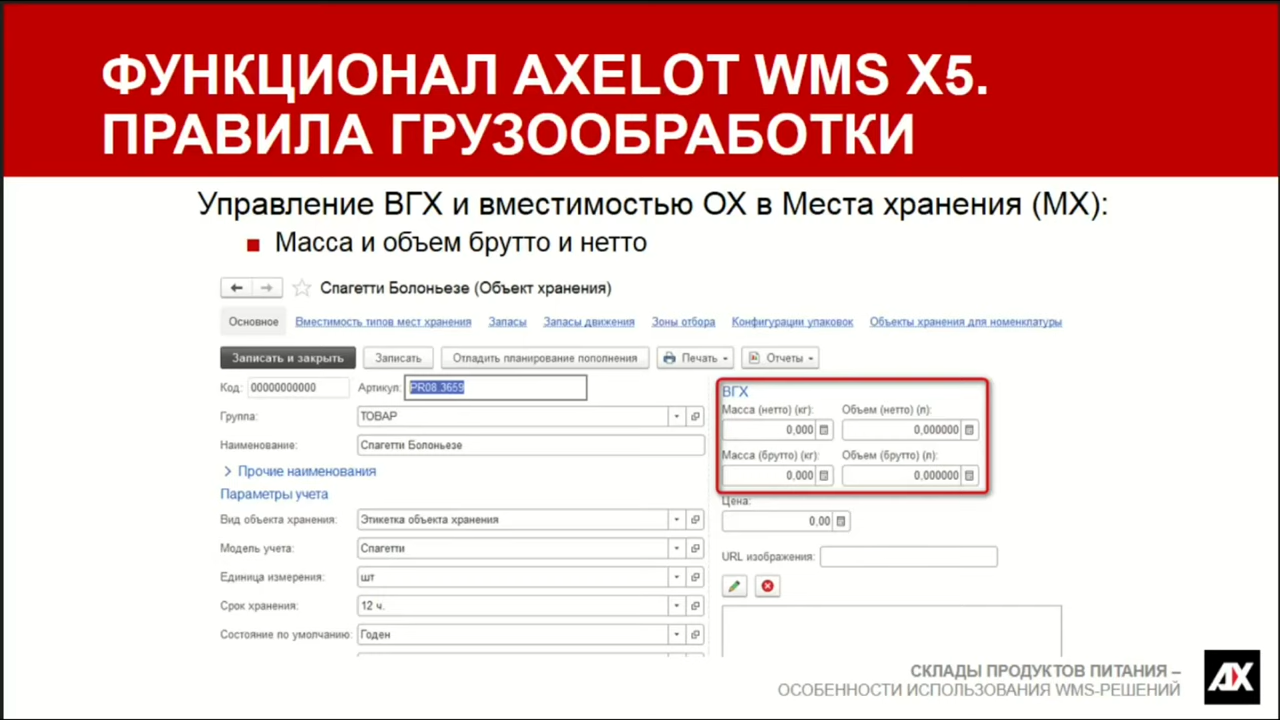 ФУНКЦИОНАЛ AXELOT WMS X5.
ПРАВИЛА ГРУЗООБРАБОТКИ
Управление ВГХ и вместимостью ОХ в Места хранения (МХ):
Масса и объем брутто и нетто
Спагетти Болоньезе (Объект хранения)
Основное Вместимость типов мест хранения Запасы Запасы движения Зоны отбора Конфигурации упаковок Объекты хранения для номенклатуры
Записать и закрыть Записать Отладить планирование пополнения Печать Отчеты
Код: 00000000000 Артикул: PR08.3659
ВГХ
Масса (нетто) (кг): Объем (нетто) (л):
0,000 0,000000
Масса (брутто) (кг): Объем (брутто) (л):
0,000 0,000000
Цена:
0,00
URL изображения:
Группа: ТОВАР
Наименование: Спагетти Болоньезе
Прочие наименования
Параметры учета
Вид объекта хранения: Этикетка объекта хранения
Модель учета: Спагетти
Единица измерения: шт
Срок хранения: 12 ч.
Состояние по умолчанию: Годен
СКЛАДЫ ПРОДУКТОВ ПИТАНИЯ –
ОСОБЕННОСТИ ИСПОЛЬЗОВАНИЯ WMS-РЕШЕНИЙ
AX